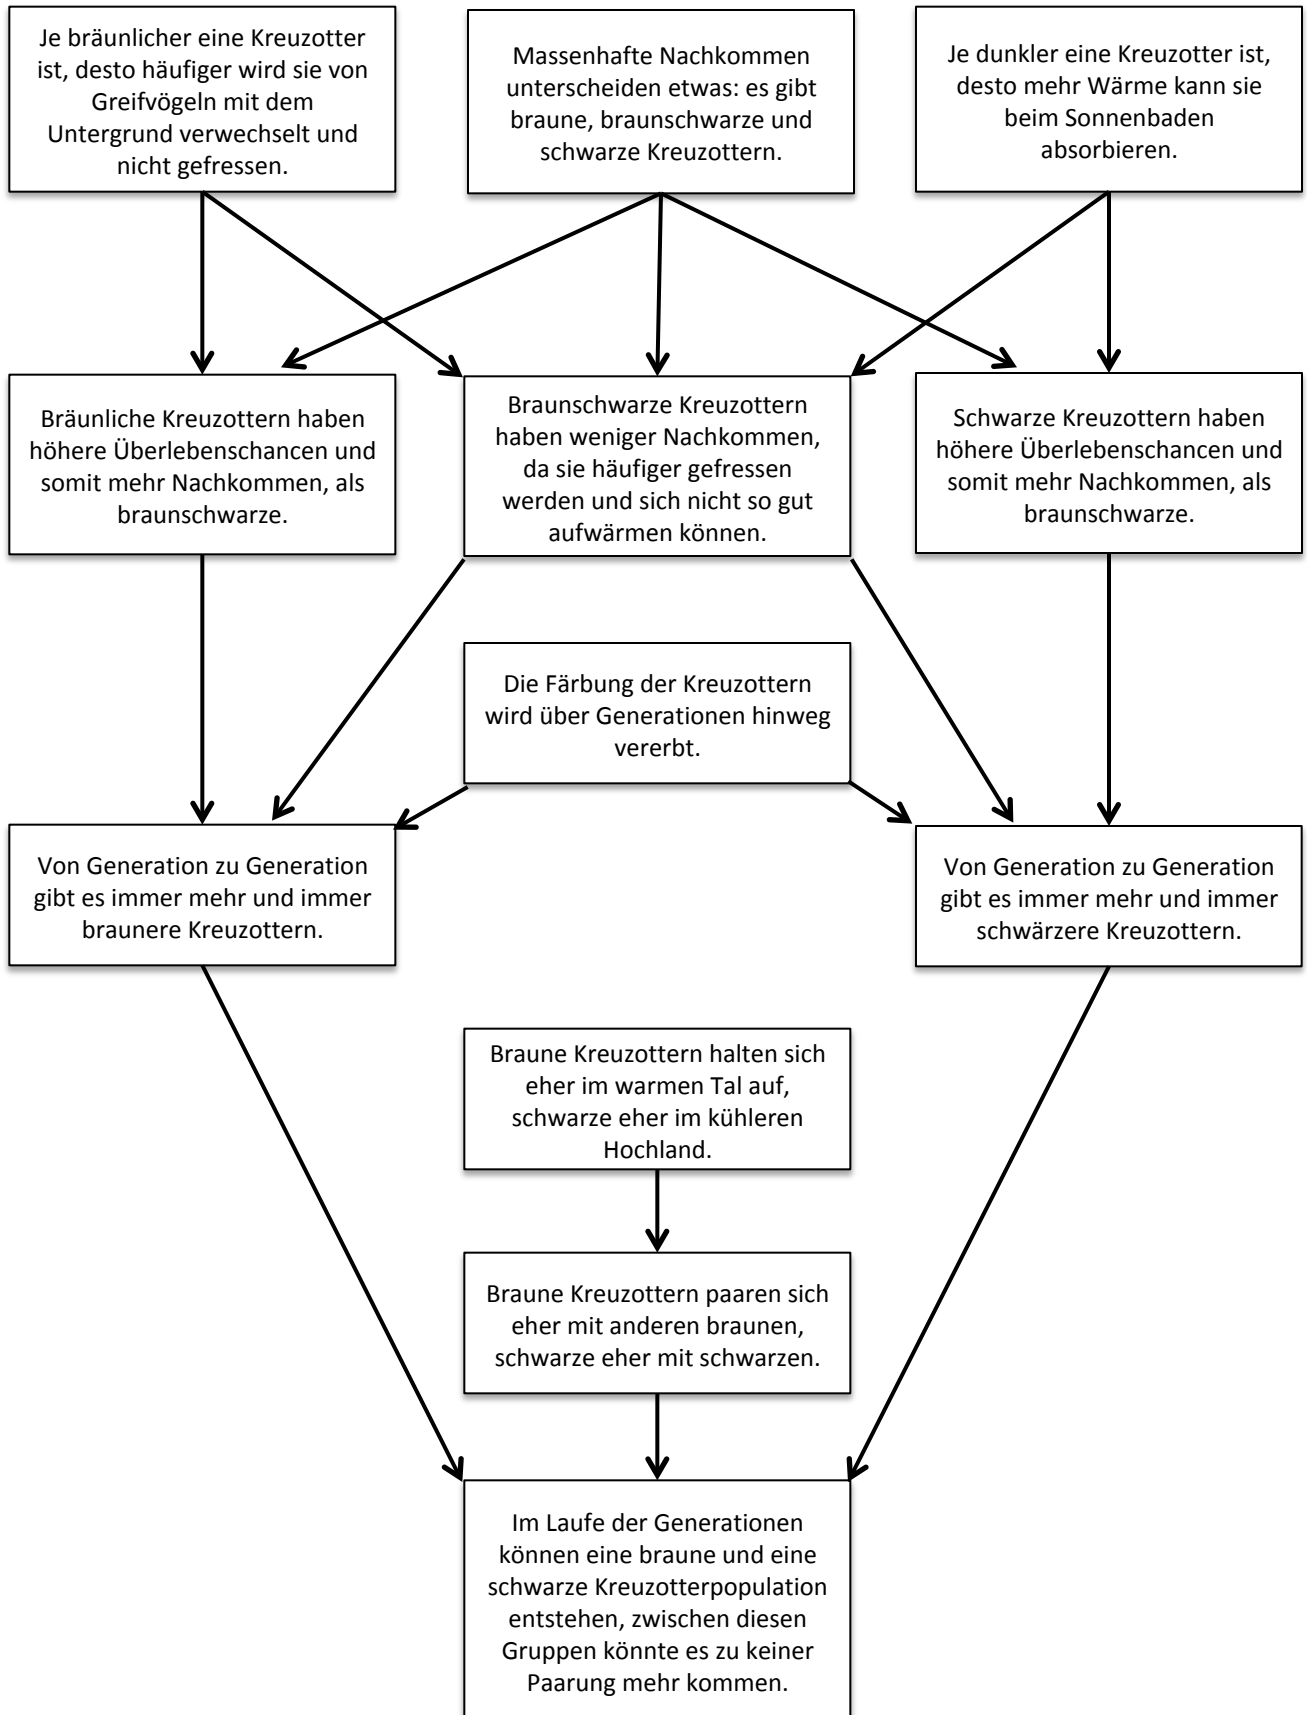 Je bräunlicher eine Kreuzotter
ist, desto häufiger wird sie von
Greifvögeln mit dem
Untergrund verwechselt und
nicht gefressen.
Massenhafte Nachkommen
unterscheiden etwas: es gibt
braune, braunschwarze und
schwarze Kreuzottern.
Je dunkler eine Kreuzotter ist,
desto mehr Wärme kann sie
beim Sonnenbaden
absorbieren.
Bräunliche Kreuzottern haben
höhere Überlebenschancen und
somit mehr Nachkommen, als
braunschwarze.
Braunschwarze Kreuzottern
haben weniger Nachkommen,
da sie häufiger gefressen
werden und sich nicht so gut
aufwärmen können.
Schwarze Kreuzottern haben
höhere Überlebenschancen und
somit mehr Nachkommen, als
braunschwarze.
Die Färbung der Kreuzottern
wird über Generationen hinweg
vererbt.
Von Generation zu Generation
gibt es immer mehr und immer
braunere Kreuzottern.
Von Generation zu Generation
gibt es immer mehr und immer
schwärzere Kreuzottern.
Braune Kreuzottern halten sich
eher im warmen Tal auf,
schwarze eher im kühleren
Hochland.
Braune Kreuzottern paaren sich
eher mit anderen braunen,
schwarze eher mit schwarzen.
Im Laufe der Generationen
können eine braune und eine
schwarze Kreuzotterpopulation
entstehen, zwischen diesen
Gruppen könnte es zu keiner
Paarung mehr kommen.